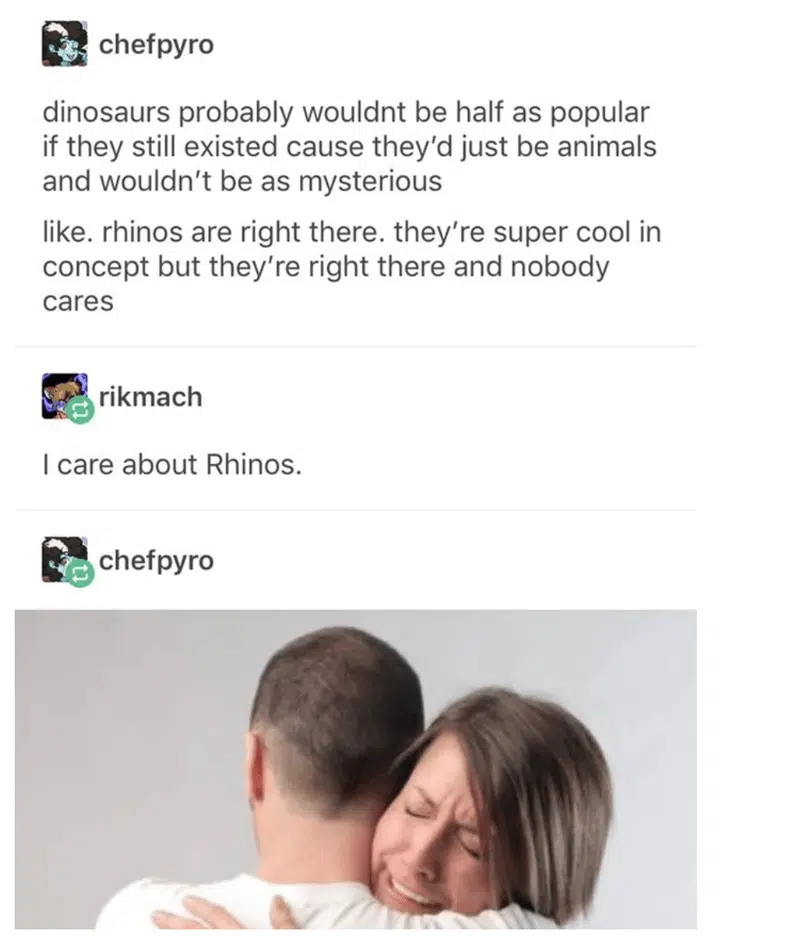 chefpyro
dinosaurs probably wouldnt be half as popular
if they still existed cause they’d just be animals
and wouldn't be as mysterious
like. rhinos are right there. they’re super cool in
concept but they’re right there and nobody
cares
rikmach
I care about Rhinos.
chefpyro